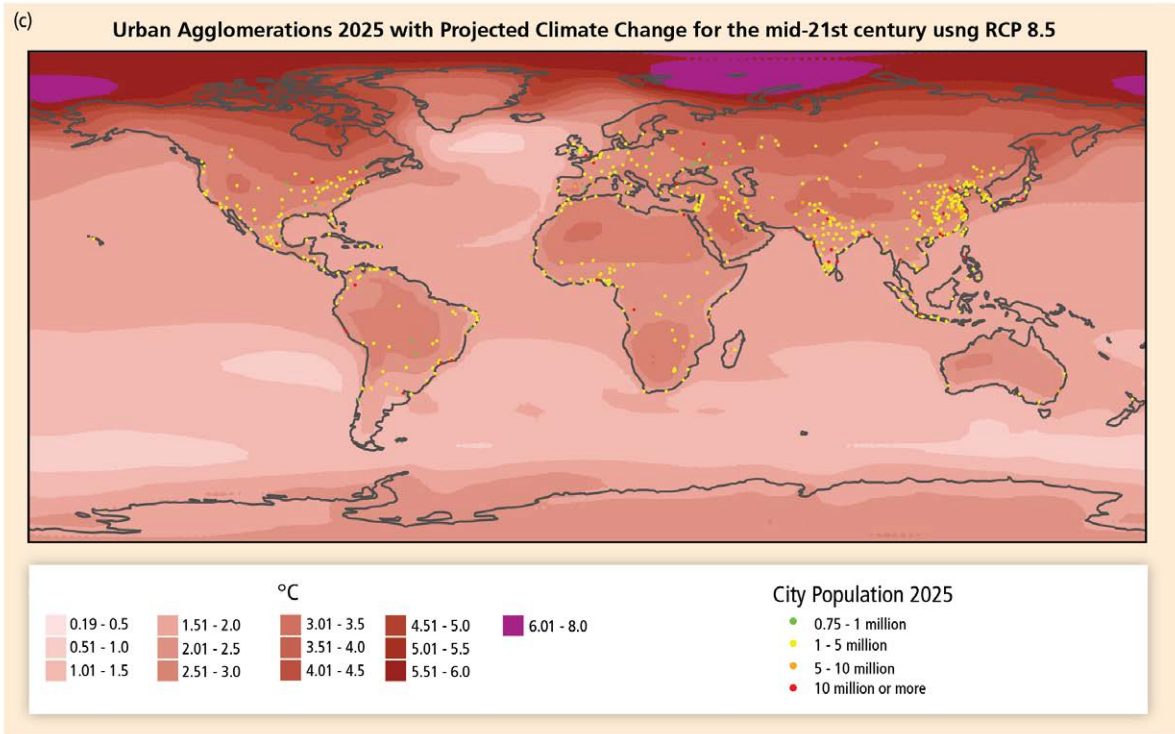 (c)
Urban Agglomerations 2025 with Projected Climate Change for the mid-21st century usng RCP 8.5
°C
0.19 - 0.5
0.51 - 1.0
1.01 - 1.5
1.51 - 2.0
2.01 - 2.5
2.51 - 3.0
3.01 - 3.5
3.51 - 4.0
4.01 - 4.5
4.51 - 5.0
5.01 - 5.5
5.51 - 6.0
6.01 - 8.0
City Population 2025
0.75 - 1 million
1 - 5 million
5 - 10 million
10 million or more